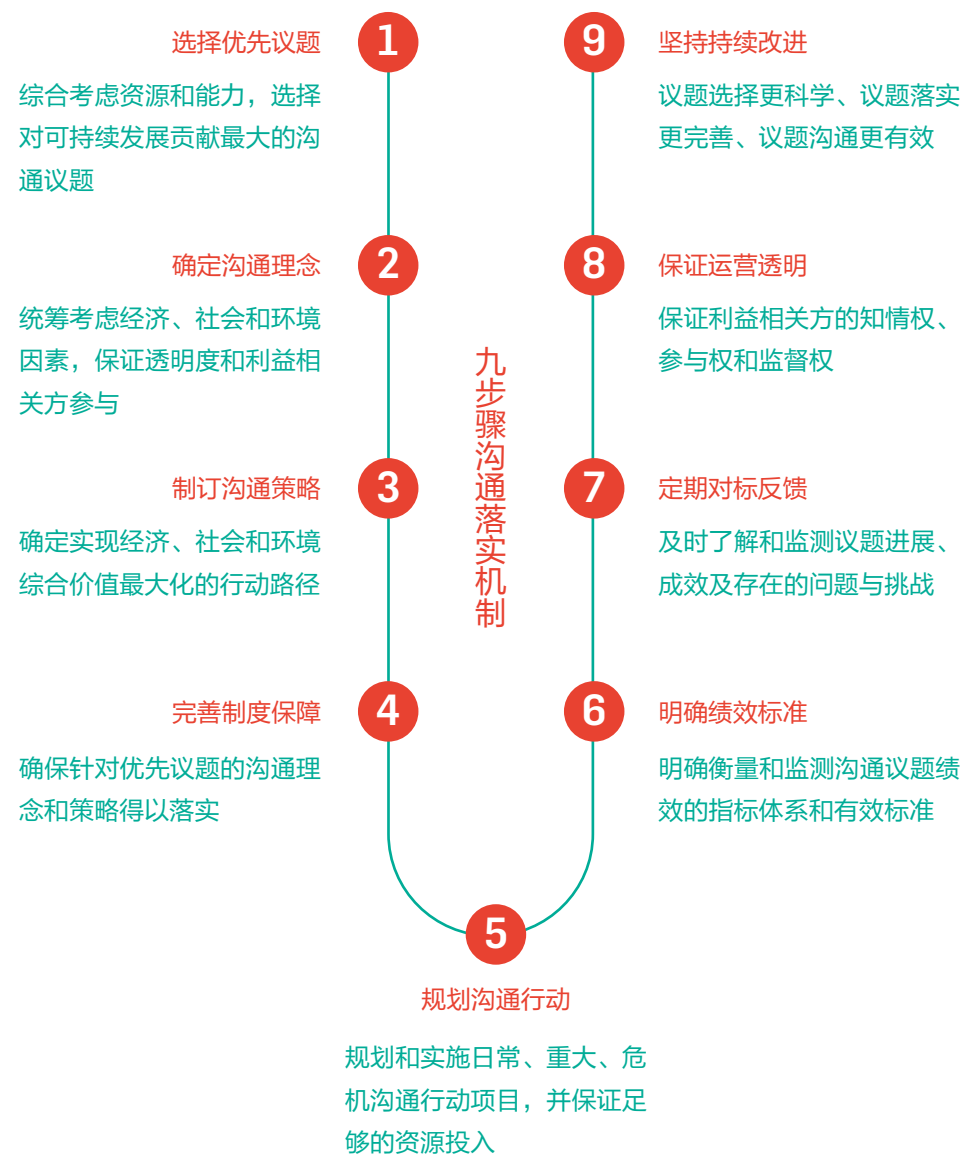 九步骤沟通落实机制
1
选择优先议题
综合考虑资源和能力，选择
对可持续发展贡献最大的沟
通议题
2
确定沟通理念
统筹考虑经济、社会和环境
因素，保证透明度和利益相
关方参与
3
制订沟通策略
确定实现经济、社会和环境
综合价值最大化的行动路径
4
完善制度保障
确保针对优先议题的沟通理
念和策略得以落实
5
规划沟通行动
规划和实施日常、重大、危
机沟通行动项目，并保证足
够的资源投入
6
明确绩效标准
明确衡量和监测沟通议题绩
效的指标体系和有效标准
7
定期对标反馈
及时了解和监测议题进展、
成效及存在的问题与挑战
8
保证运营透明
保证利益相关方的知情权、
参与权和监督权
9
坚持持续改进
议题选择更科学、议题落实
更完善、议题沟通更有效